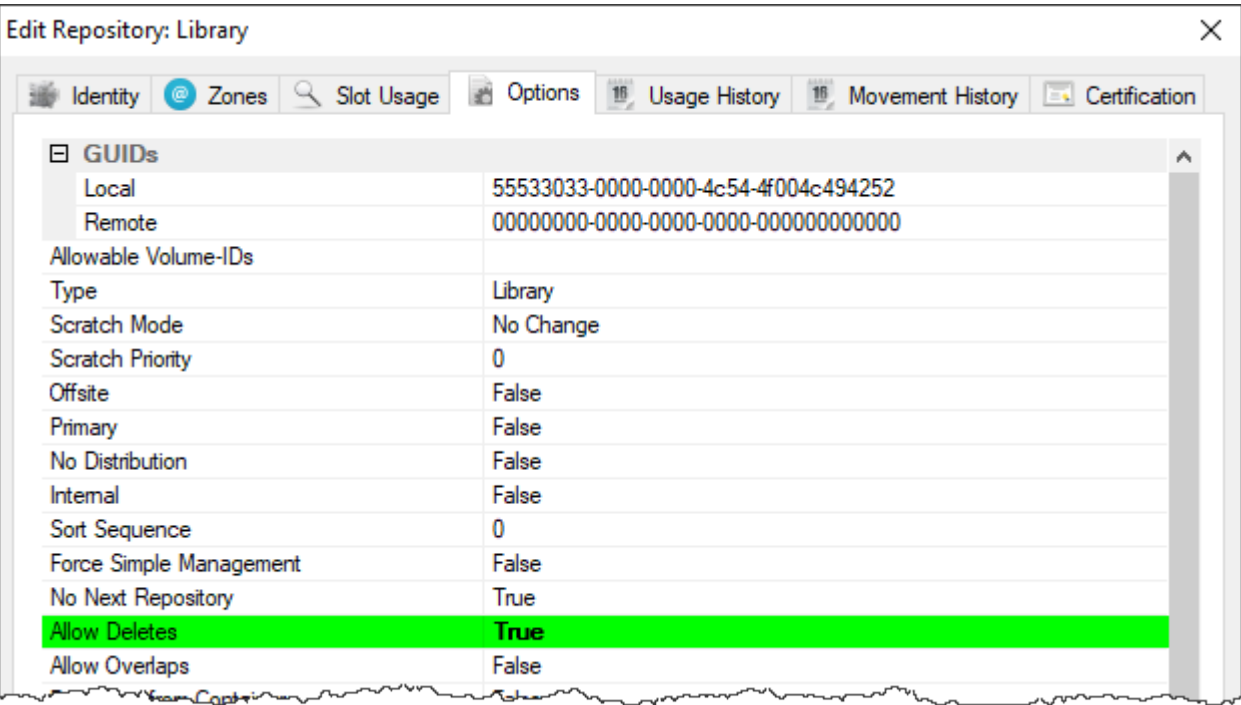 Edit Repository: Library
Identity Zones Slot Usage Options Usage History Movement History Certification
GUIDs
Local 55533033-0000-0000-4c54-4f004c494252
Remote 00000000-0000-0000-0000-000000000000
Allowable Volume-IDs
Type Library
Scratch Mode No Change
Scratch Priority 0
Offsite False
Primary False
No Distribution False
Internal False
Sort Sequence 0
Force Simple Management False
No Next Repository True
Allow Deletes True
Allow Overlaps False